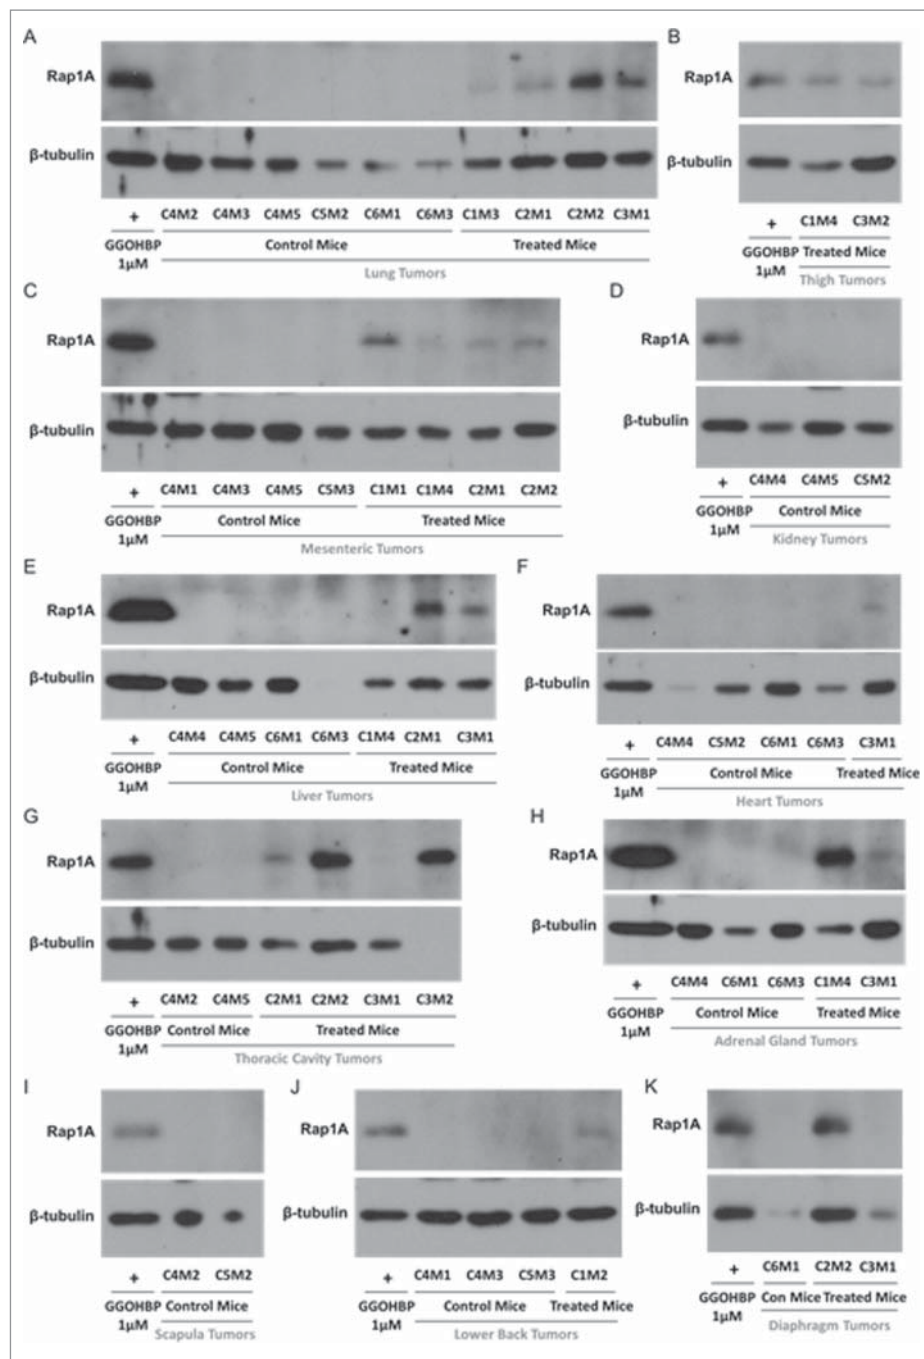 A
B
Rap1A
Rap1A
β-tubulin
β-tubulin
+ C4M2 C4M3 C4M5 C5M2 C6M1 C6M3 C1M3 C2M1 C2M2 C3M1
+ C1M4 C3M2
GGOHBP Control Mice Treated Mice
1μM
Lung Tumors
GGOHBP Treated Mice
1μM
Thigh Tumors
C
D
Rap1A
Rap1A
β-tubulin
β-tubulin
+ C4M1 C4M3 C4M5 C5M3 C1M1 C1M4 C2M1 C2M2
+ C4M4 C4M5 C5M2
GGOHBP Control Mice Treated Mice
1μM
Mesenteric Tumors
GGOHBP Control Mice
1μM
Kidney Tumors
E
F
Rap1A
Rap1A
β-tubulin
β-tubulin
+ C4M4 C4M5 C6M1 C6M3 C1M4 C2M1 C3M1
+ C4M4 C5M2 C6M1 C6M3 C3M1
GGOHBP Control Mice Treated Mice
1μM
Liver Tumors
GGOHBP Control Mice Treated Mice
1μM
Heart Tumors
G
H
Rap1A
Rap1A
β-tubulin
β-tubulin
+ C4M2 C4M5 C2M1 C2M2 C3M1 C3M2
+ C4M4 C6M1 C6M3 C1M4 C3M1
GGOHBP Control Mice Treated Mice
1μM
Thoracic Cavity Tumors
GGOHBP Control Mice Treated Mice
1μM
Adrenal Gland Tumors
I
J
K
Rap1A
Rap1A
Rap1A
β-tubulin
β-tubulin
β-tubulin
+ C4M2 C5M2
+ C4M1 C4M3 C5M3 C1M2
+ C6M1 C2M2 C3M1
GGOHBP Control Mice
1μM
Scapula Tumors
GGOHBP Control Mice Treated Mice
1μM
Lower Back Tumors
GGOHBP Con Mice Treated Mice
1μM
Diaphragm Tumors